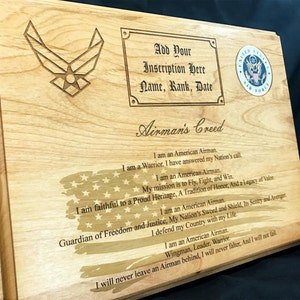 Add Your
Inscription Here
Name, Rank, Date
UNITED STATES
Airman's Creed
I am an American Airman.
I am a Warrior. I have answered my Nation's call.
I am an American Airman.
My mission is to Fly, Fight, and Win.
I am faithful to a Proud Heritage, A Tradition of Honor, And a Legacy of Valor.
I am an American Airman.
Guardian of Freedom and Justice, My Nation's Sword and Shield, Its Sentry and Avenger.
I defend my Country with my Life.
I am an American Airman.
Wingman, Leader, Warrior.
I will never leave an Airman behind, I will never falter, And I will not fail.